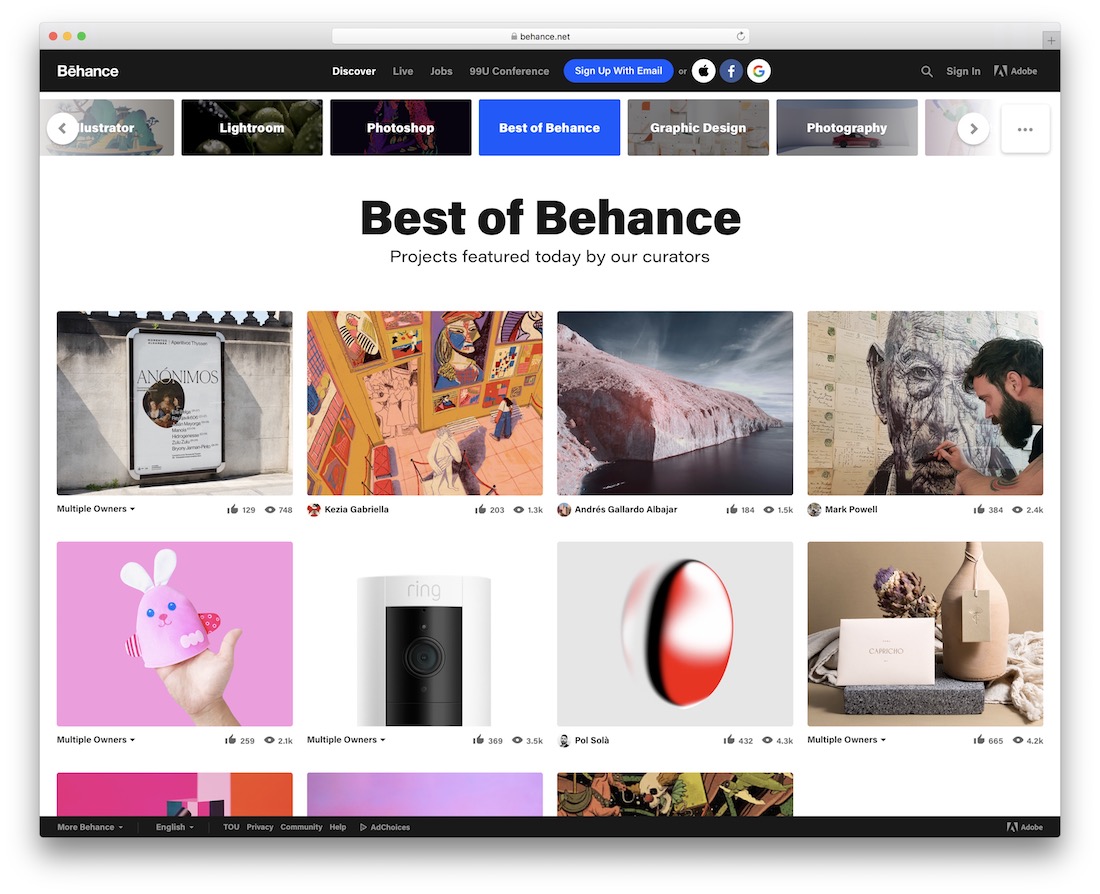 behance.net
Bēhance
Discover Live Jobs 99U Conference Sign Up With Email or
Sign In Adobe
llustrator Lightroom Photoshop Best of Behance Graphic Design Photography
Best of Behance
Projects featured today by our curators
Aperitivos Thyssen
ANÓNIMOS
Multiple Owners 129 748
Kezia Gabriella 203 1.3k
Andrés Gallardo Albajar 184 1.5k
Mark Powell 384 2.4k
ring
CAPRICHO
Multiple Owners 259 2.1k
Multiple Owners 369 3.5k
Pol Solà 432 4.3k
Multiple Owners 665 4.2k
More Behance English TOU Privacy Community Help AdChoices
Adobe